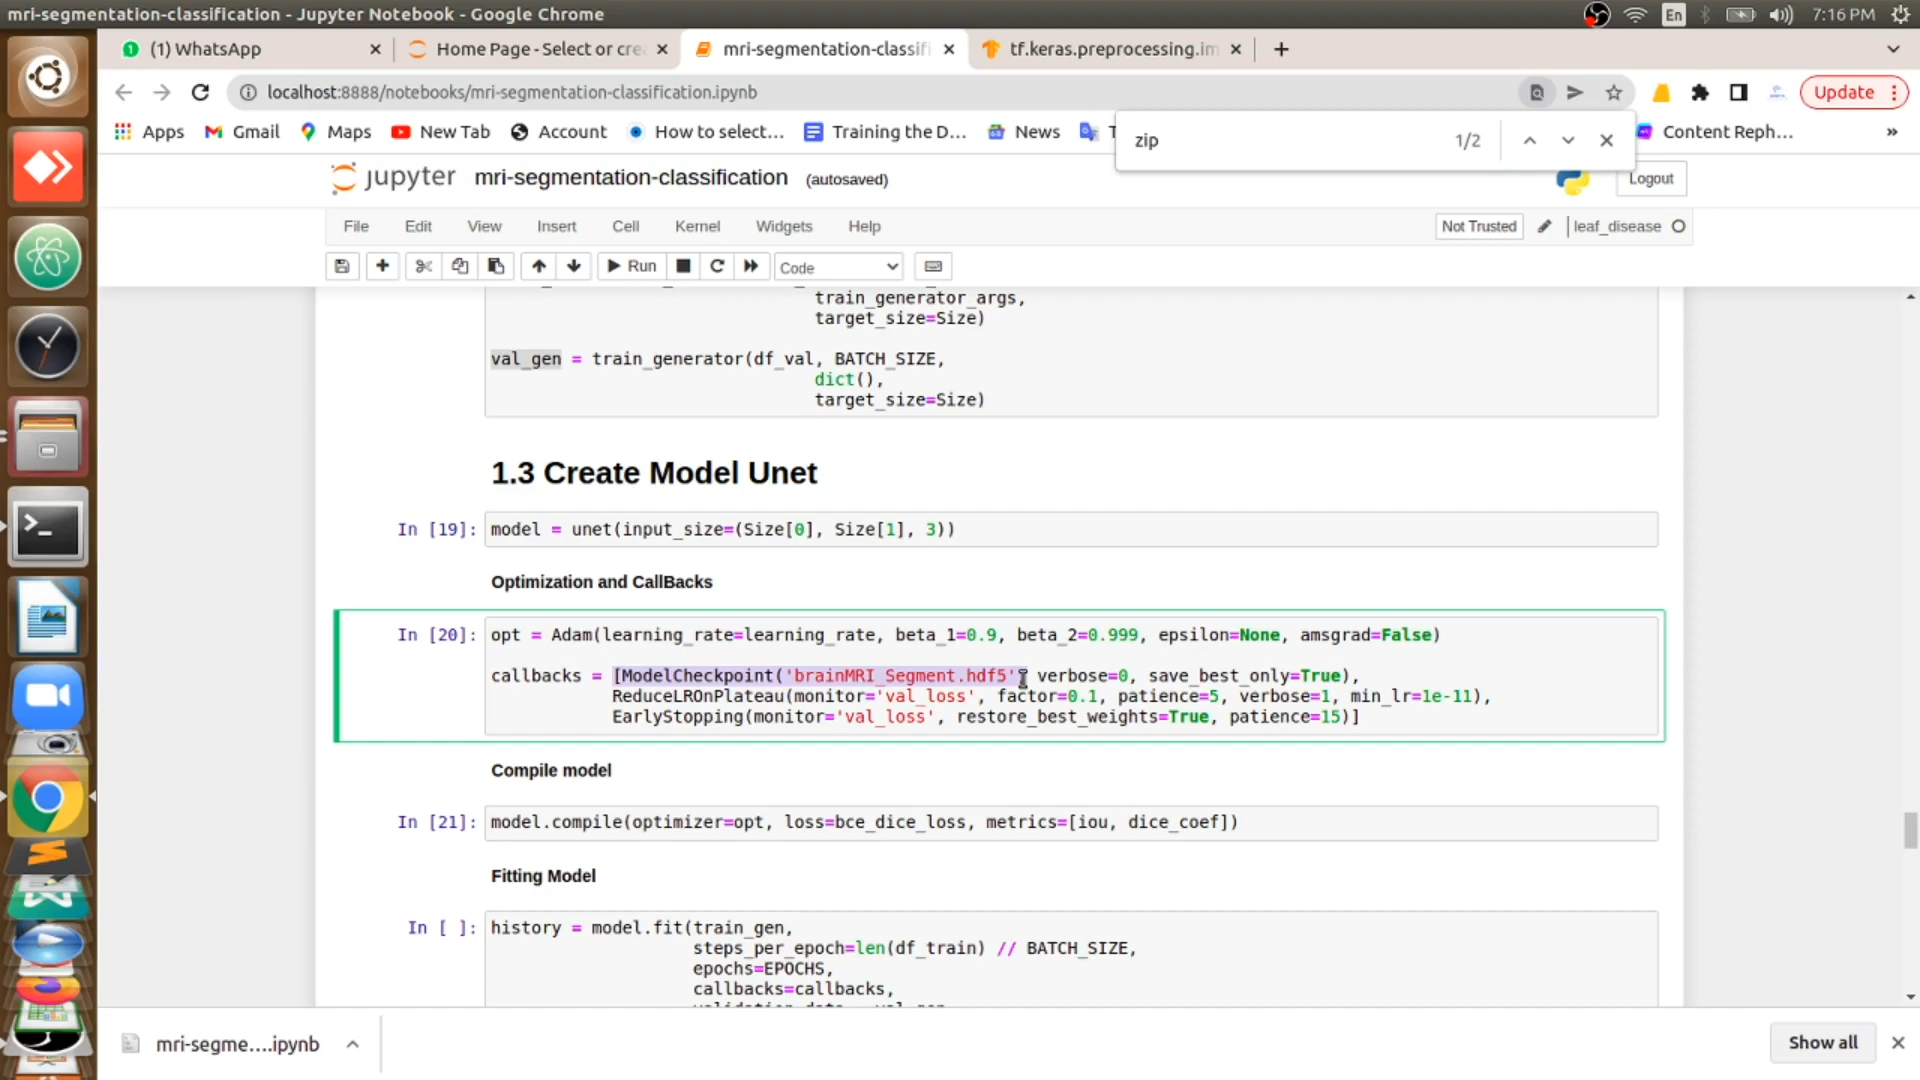 mri-segmentation-classification - Jupyter Notebook - Google Chrome
En
7:16 PM
(1) WhatsApp
Home Page - Select or cre
mri-segmentation-classif
tf.keras.preprocessing.im
localhost:8888/notebooks/mri-segmentation-classification.ipynb
Update
Apps
Gmail
Maps
New Tab
Account
How to select...
Training the D...
News
Content Reph...
»
zip
1/2
jupyter
mri-segmentation-classification
(autosaved)
Logout
File
Edit
View
Insert
Cell
Kernel
Widgets
Help
Not Trusted
leaf_disease
Run
Code
train_generator_args,
target_size=Size)
val_gen = train_generator(df_val, BATCH_SIZE,
dict(),
target_size=Size)
1.3 Create Model Unet
In [19]:
model = unet(input_size=(Size[0], Size[1], 3))
Optimization and CallBacks
In [20]:
opt = Adam(learning_rate=learning_rate, beta_1=0.9, beta_2=0.999, epsilon=None, amsgrad=False)
callbacks = [ModelCheckpoint('brainMRI_Segment.hdf5', verbose=0, save_best_only=True),
ReduceLROnPlateau(monitor='val_loss', factor=0.1, patience=5, verbose=1, min_lr=1e-11),
EarlyStopping(monitor='val_loss', restore_best_weights=True, patience=15)]
Compile model
In [21]:
model.compile(optimizer=opt, loss=bce_dice_loss, metrics=[iou, dice_coef])
Fitting Model
In [ ]:
history = model.fit(train_gen,
steps_per_epoch=len(df_train) // BATCH_SIZE,
epochs=EPOCHS,
callbacks=callbacks,
mri-segme....ipynb
Show all